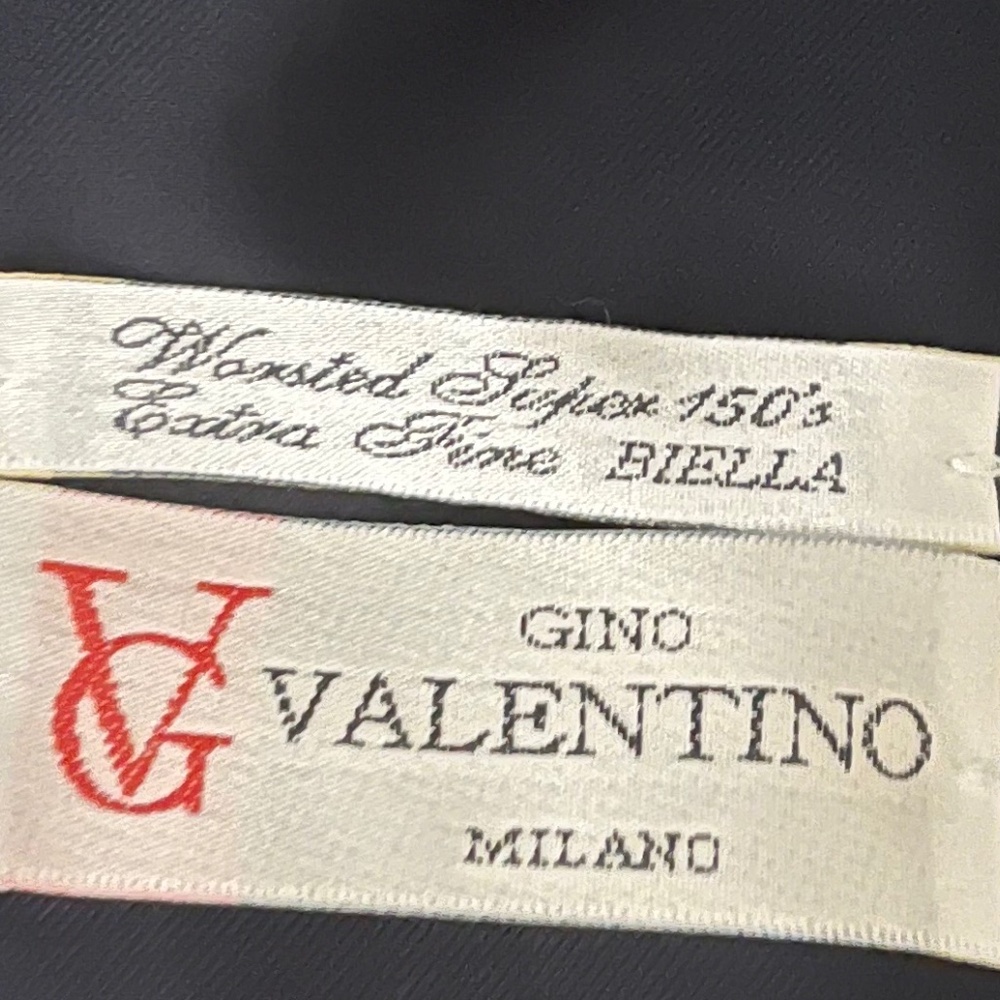 Worsted Super 150's
Extra Fine BIELLA
VG
GINO
VALENTINO
MILANO